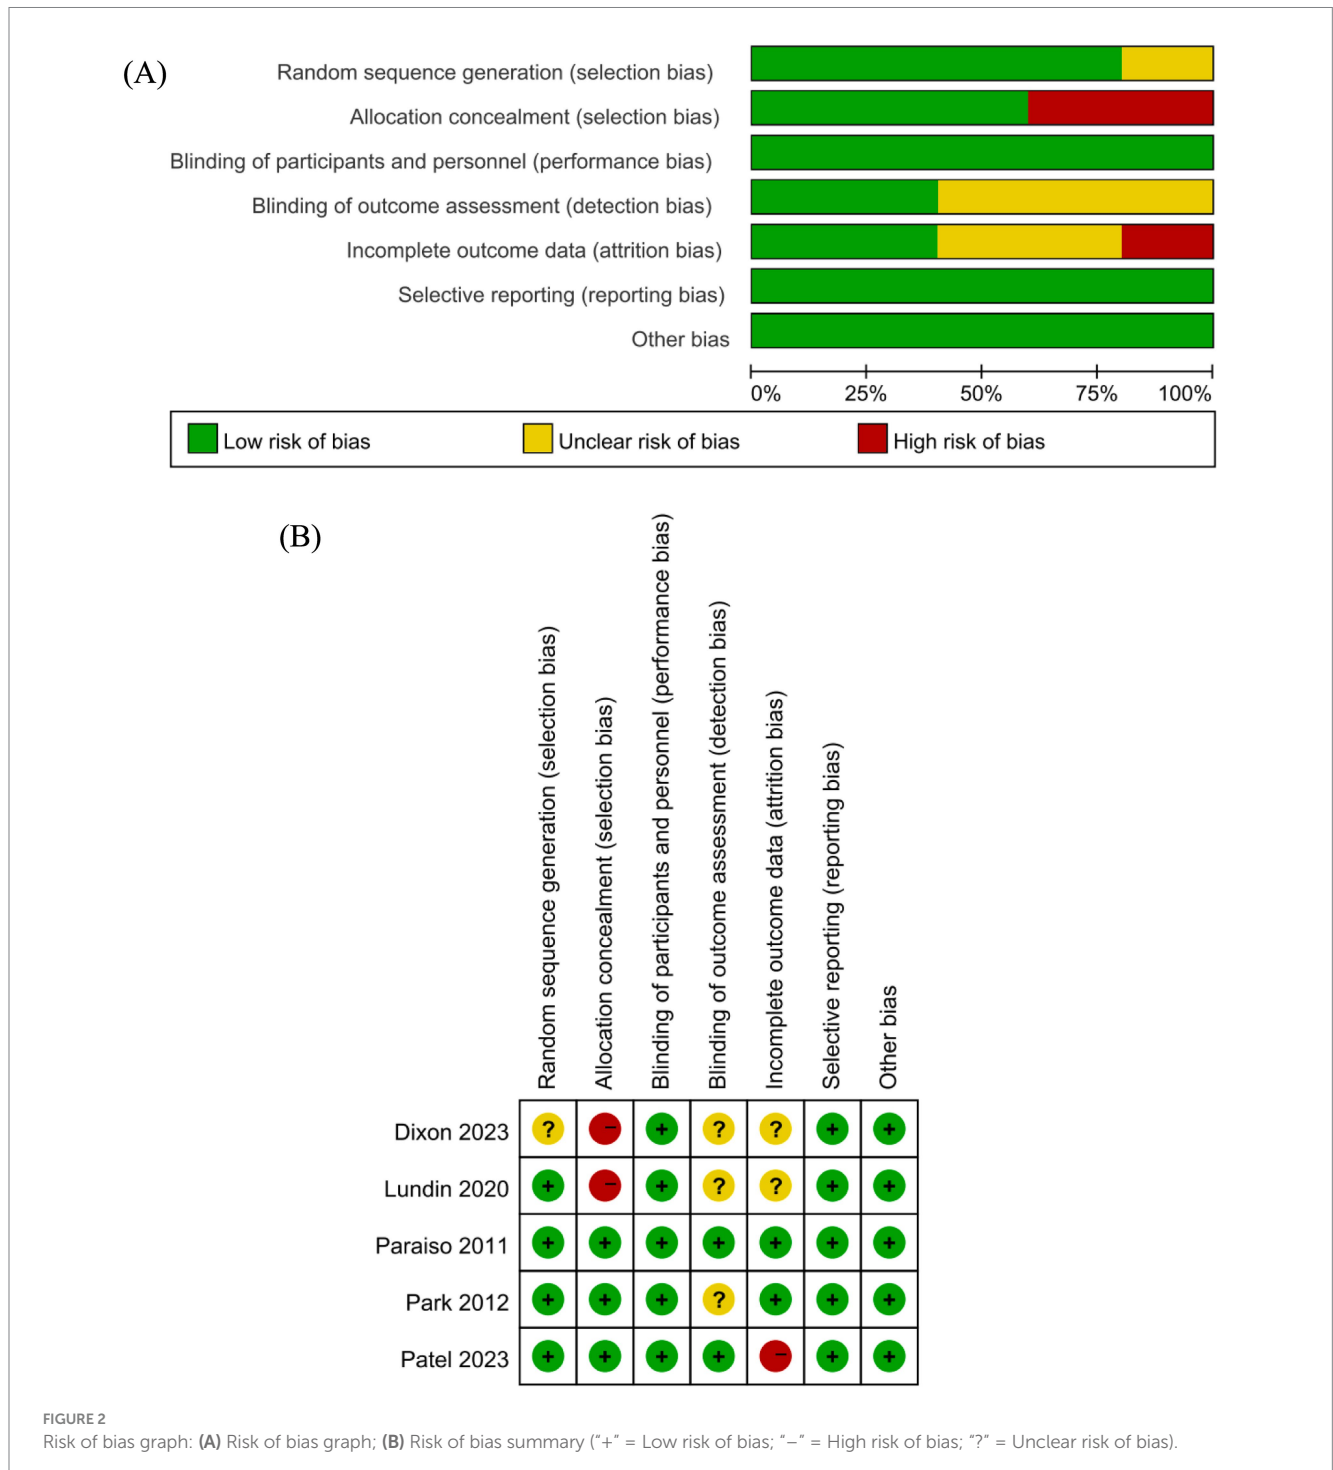 (A)
Random sequence generation (selection bias)
Allocation concealment (selection bias)
Blinding of participants and personnel (performance bias)
Blinding of outcome assessment (detection bias)
Incomplete outcome data (attrition bias)
Selective reporting (reporting bias)
Other bias
0% 25% 50% 75% 100%
Low risk of bias Unclear risk of bias High risk of bias
(B)
Random sequence generation (selection bias)
Allocation concealment (selection bias)
Blinding of participants and personnel (performance bias)
Blinding of outcome assessment (detection bias)
Incomplete outcome data (attrition bias)
Selective reporting (reporting bias)
Other bias
Dixon 2023 ? − + ? ? + +
Lundin 2020 + − + ? ? + +
Paraiso 2011 + + + + + + +
Park 2012 + + + ? + + +
Patel 2023 + + + + − + +
FIGURE 2
Risk of bias graph: (A) Risk of bias graph; (B) Risk of bias summary (“+” = Low risk of bias; “−” = High risk of bias; “?” = Unclear risk of bias).